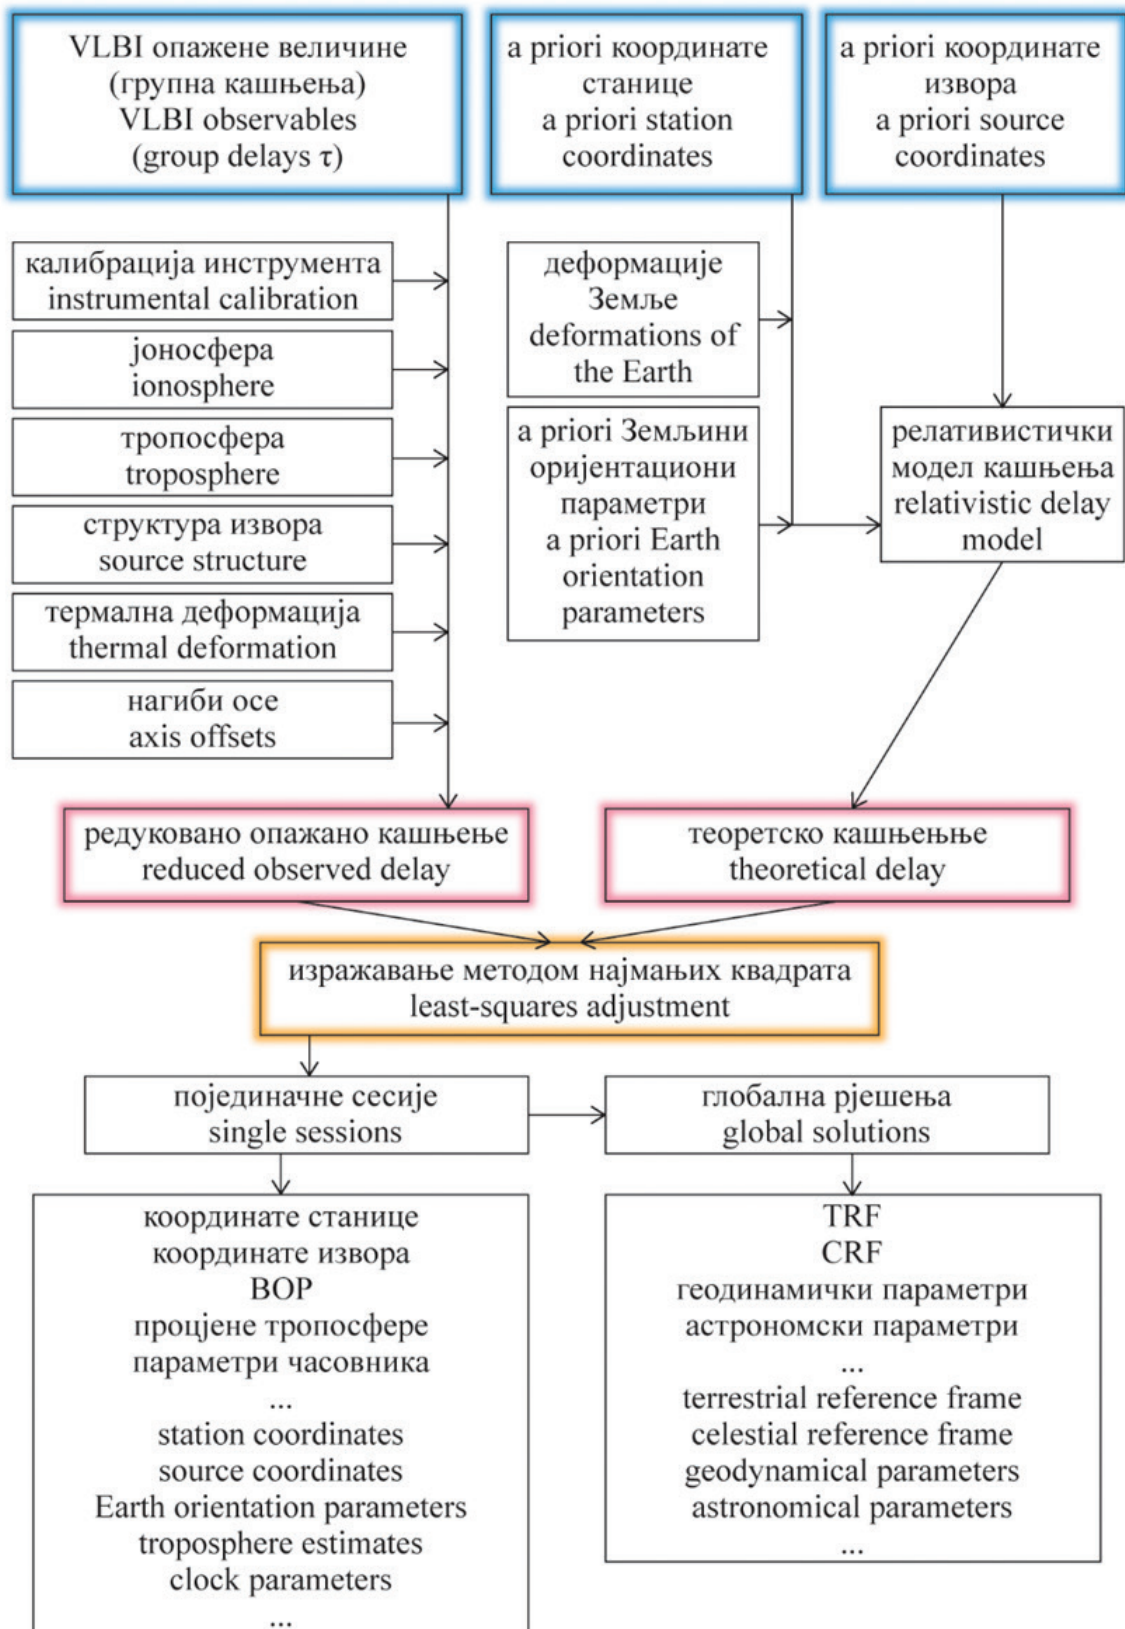 VLBI опажене величине
(групна кашњења)
VLBI observables
(group delays τ)
a priori координате
станице
a priori station
coordinates
a priori координате
извора
a priori source
coordinates
калибрација инструмента
instrumental calibration
јоносфера
ionosphere
тропосфера
troposphere
структура извора
source structure
термална деформација
thermal deformation
нагиби осе
axis offsets
деформације
Земље
deformations of
the Earth
a priori Земљини
оријентациони
параметри
a priori Earth
orientation
parameters
релативистички
модел кашњења
relativistic delay
model
редуковано опажано кашњење
reduced observed delay
теоретско кашњењње
theoretical delay
изражавање методом најмањих квадрата
least-squares adjustment
појединачне сесије
single sessions
глобална рјешења
global solutions
координате станице
координате извора
ВОР
процјене тропосфере
параметри часовника
...
station coordinates
source coordinates
Earth orientation parameters
troposphere estimates
clock parameters
...
TRF
CRF
геодинамички параметри
астрономски параметри
...
terrestrial reference frame
celestial reference frame
geodynamical parameters
astronomical parameters
...